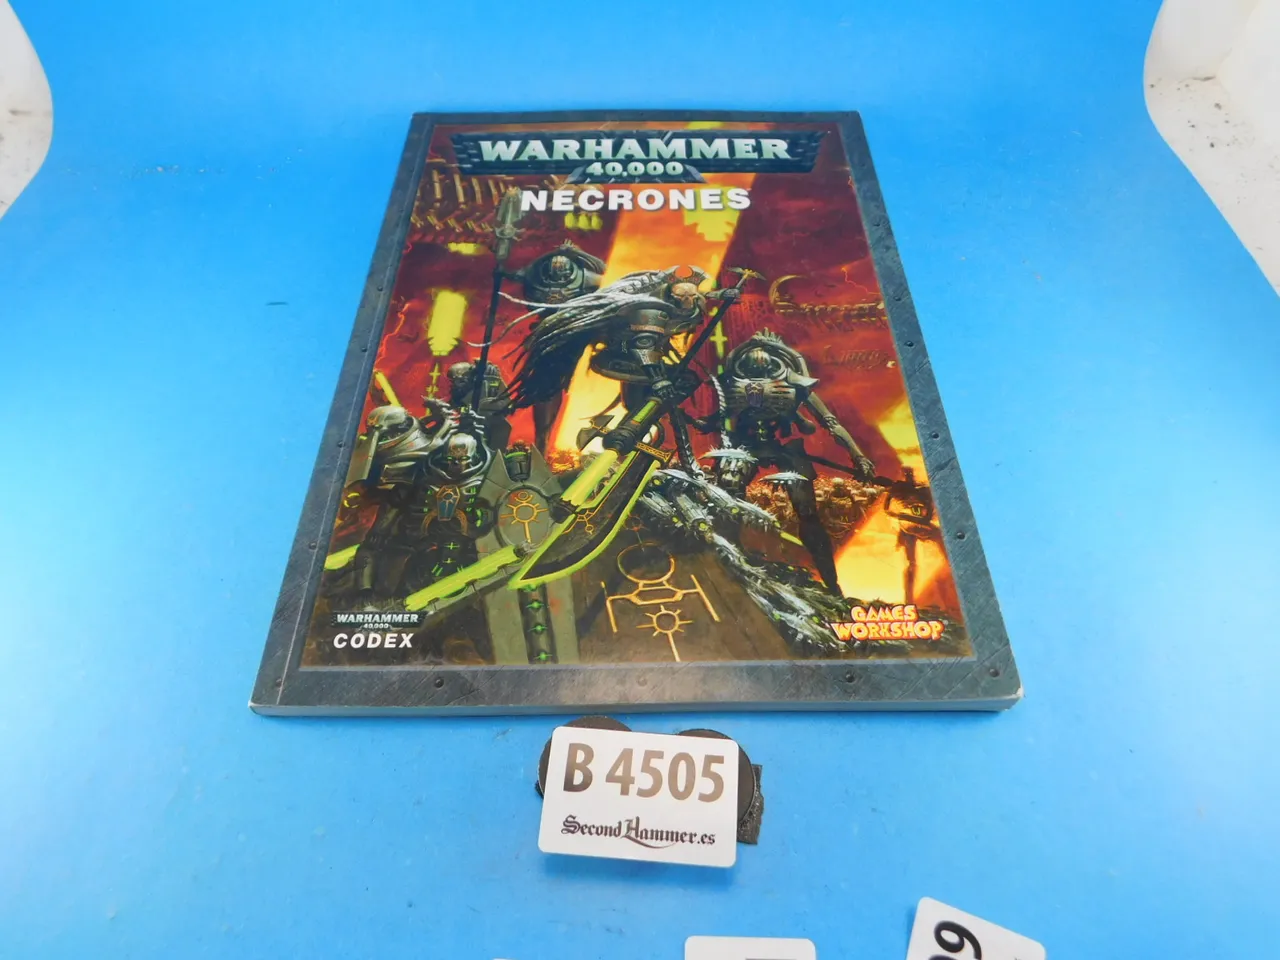 WARHAMMER
40,000
NECRONES
WARHAMMER
40,000
CODEX
GAMES
WORKSHOP
B 4505
SecondHammer.es